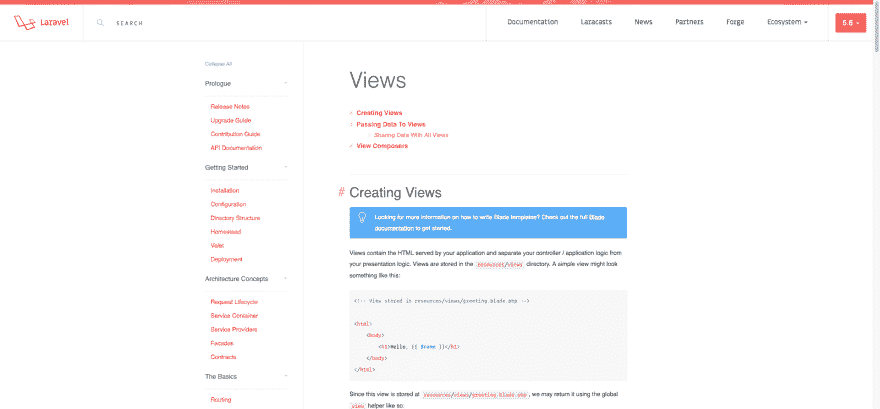 Laravel
SEARCH
Documentation
Laracasts
News
Partners
Forge
Ecosystem
5.6
Collapse All
Prologue
Release Notes
Upgrade Guide
Contribution Guide
API Documentation
Getting Started
Installation
Configuration
Directory Structure
Homestead
Valet
Deployment
Architecture Concepts
Request Lifecycle
Service Container
Service Providers
Facades
Contracts
The Basics
Routing
Views
# Creating Views
# Passing Data To Views
# Sharing Data With All Views
# View Composers
# Creating Views
Looking for more information on how to write Blade templates? Check out the full Blade
documentation to get started.
Views contain the HTML served by your application and separate your controller / application logic from
your presentation logic. Views are stored in the resources/views directory. A simple view might look
something like this:
<!-- View stored in resources/views/greeting.blade.php -->
<html>
<body>
<h1>Hello, {{ $name }}</h1>
</body>
</html>
Since this view is stored at resources/views/greeting.blade.php, we may return it using the global
view helper like so: